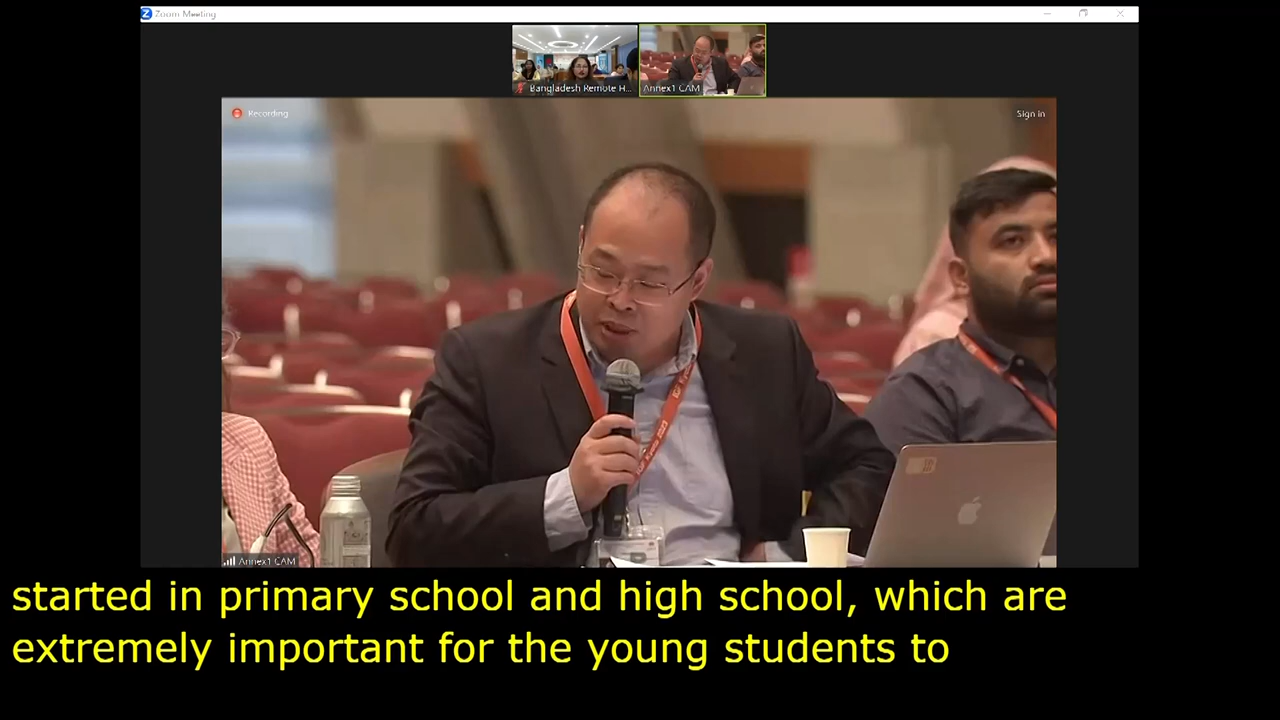 Zoom Meeting
Bangladesh Remote H...
Annex1 CAM
Recording
Sign in
Annex1 CAM
started in primary school and high school, which are
extremely important for the young students to